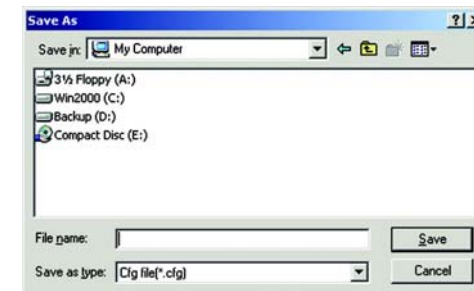 Save As
Save in: My Computer
3½ Floppy (A:)
Win2000 (C:)
Backup (D:)
Compact Disc (E:)
File name: Save
Save as type: Cfg file(*.cfg) Cancel